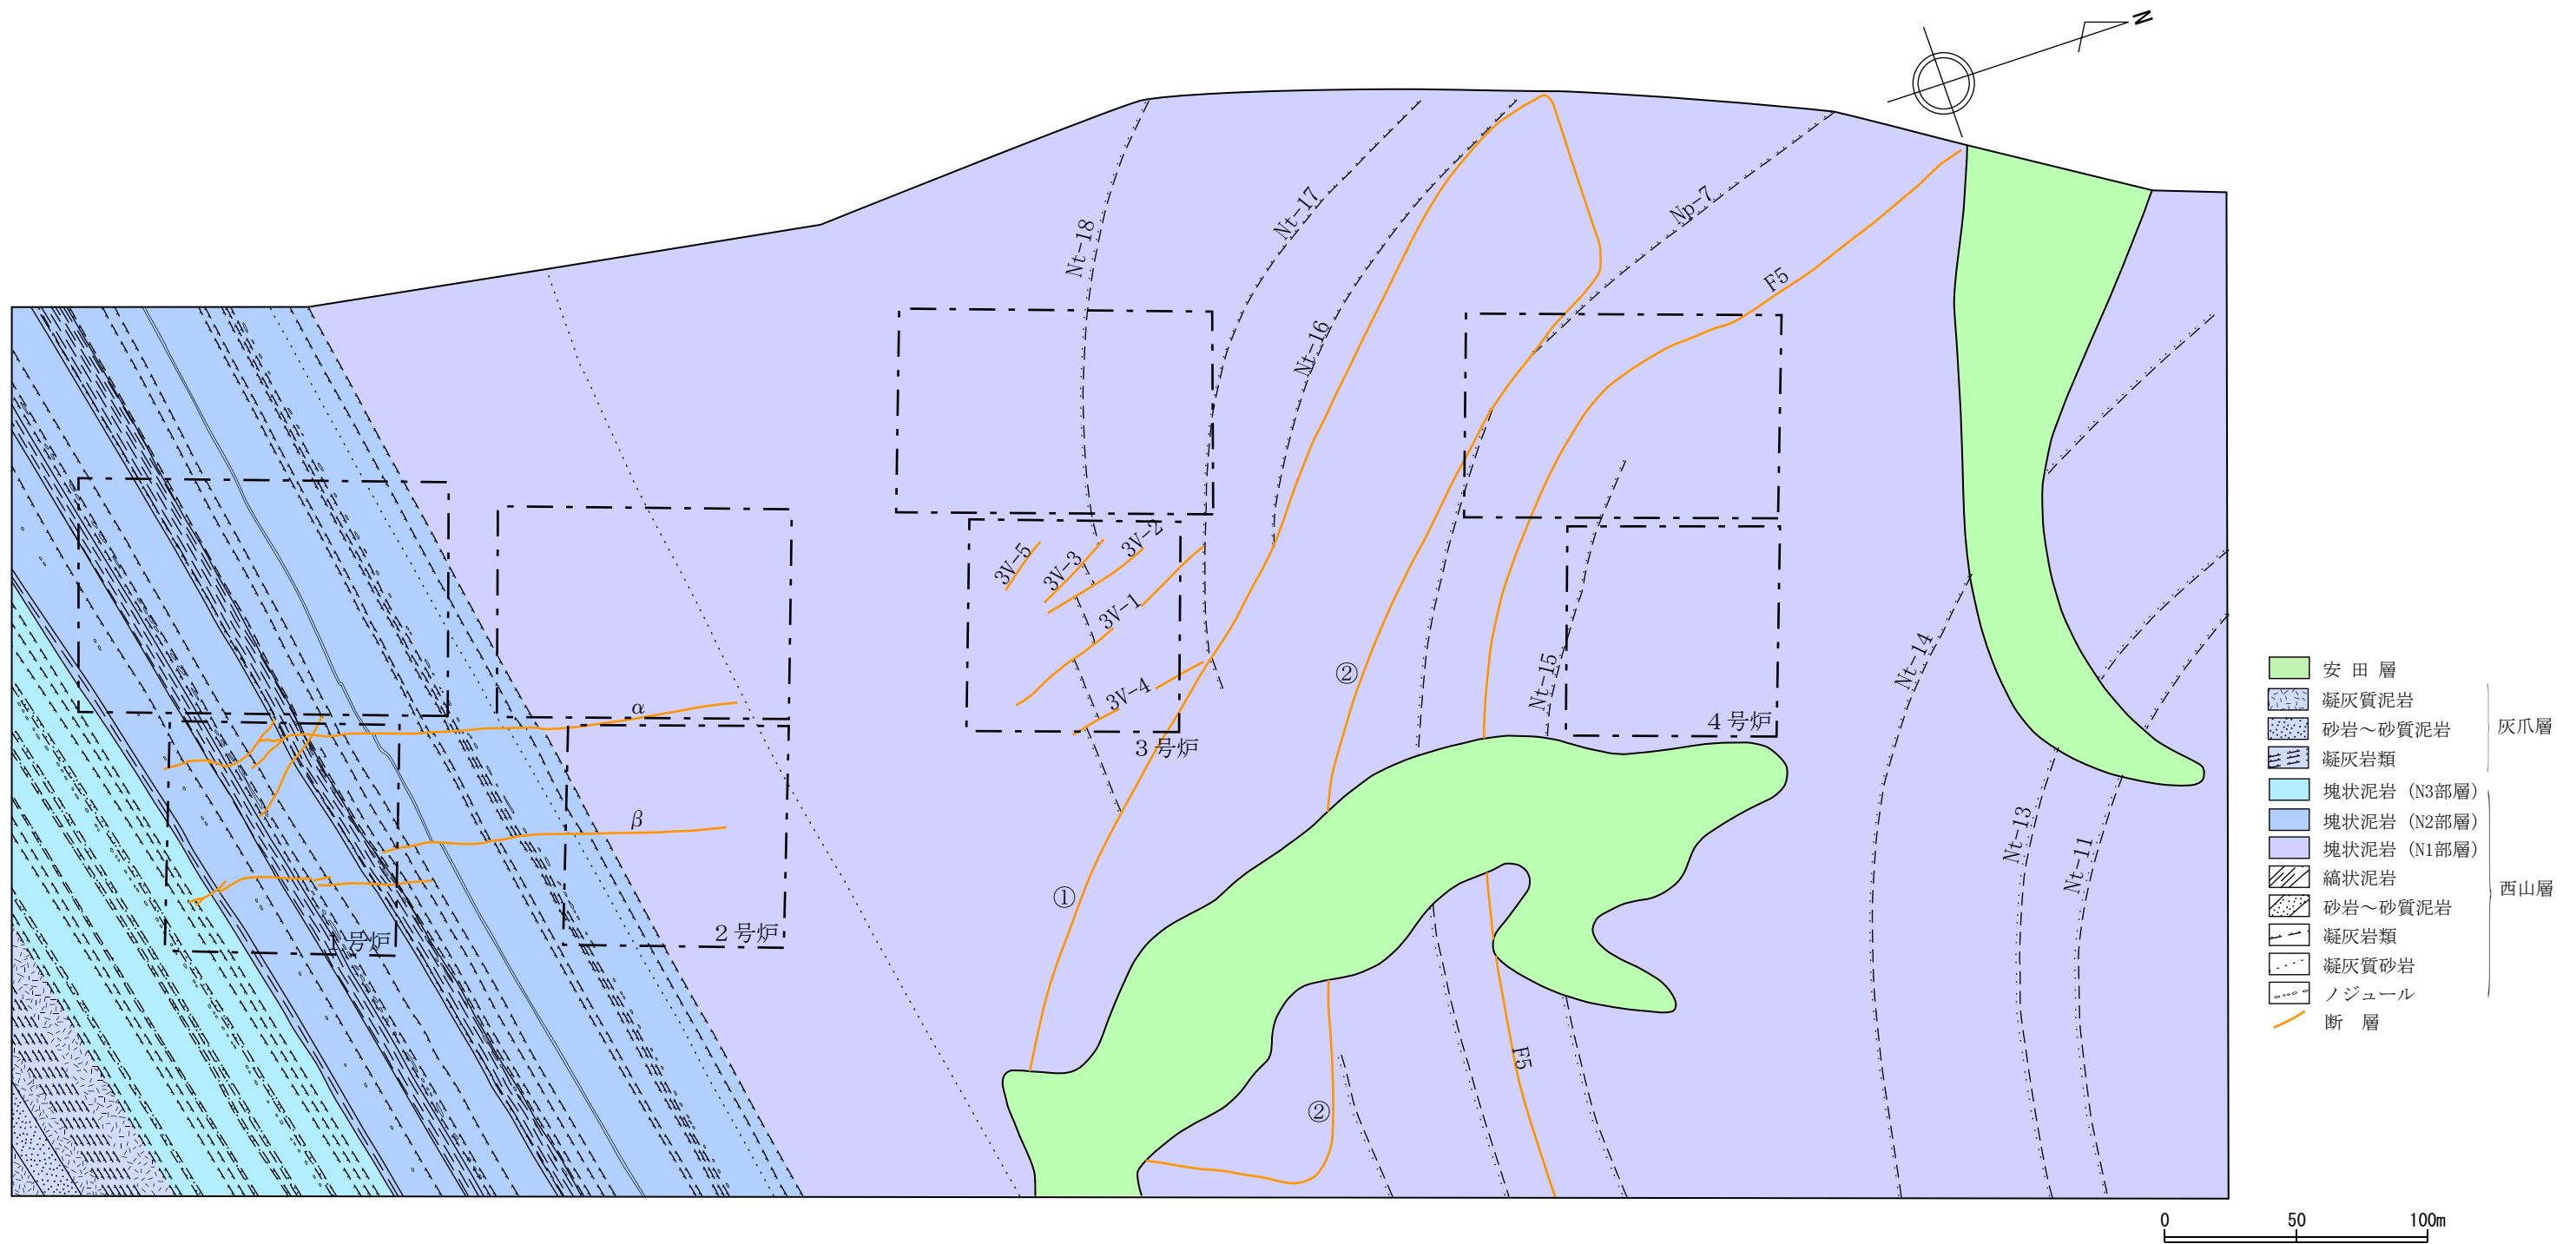 N
Nt-18
Nt-17
Nt-16
Np-7
F5
3V-5
3V-3
3V-2
3V-1
3V-4
3号炉
②
Nt-15
4号炉
Nt-14
α
β
1号炉
2号炉
①
Nt-13
Nt-11
F5
②
安田層
凝灰質泥岩
砂岩~砂質泥岩
凝灰岩類
灰爪層
塊状泥岩 (N3部層)
塊状泥岩 (N2部層)
塊状泥岩 (N1部層)
縞状泥岩
砂岩~砂質泥岩
凝灰岩類
凝灰質砂岩
ノジュール
西山層
断層
0 50 100m